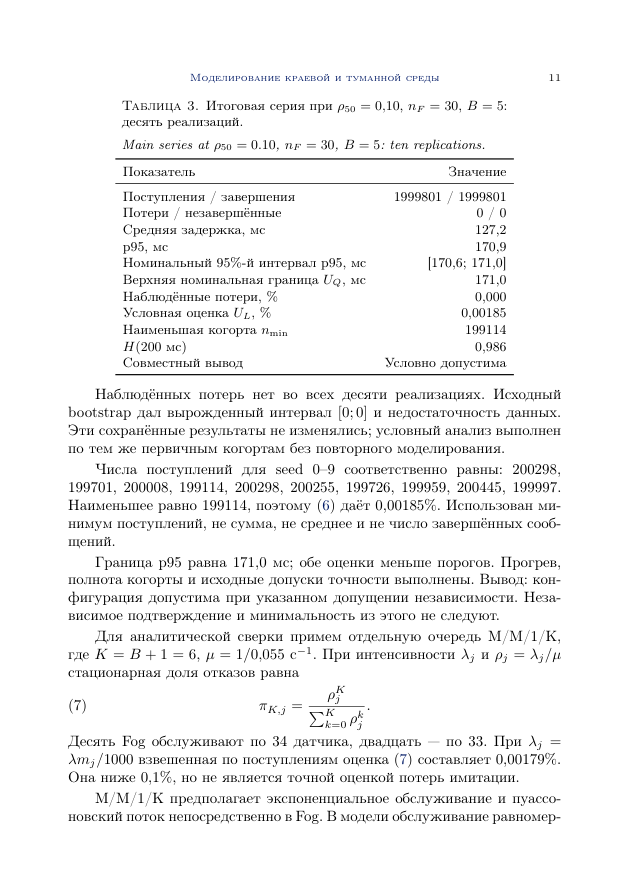 Моделирование краевой и туманной среды 11
Таблица 3. Итоговая серия при ρ50 = 0,10, nF = 30, B = 5:
десять реализаций.
Main series at ρ50 = 0.10, nF = 30, B = 5: ten replications.
Показатель Значение
Поступления / завершения 1999801 / 1999801
Потери / незавершённые 0 / 0
Средняя задержка, мс 127,2
p95, мс 170,9
Номинальный 95%-й интервал p95, мс [170,6; 171,0]
Верхняя номинальная граница UQ, мс 171,0
Наблюдённые потери, % 0,000
Условная оценка UL, % 0,00185
Наименьшая когорта nmin 199114
H(200 мс) 0,986
Совместный вывод Условно допустима
Наблюдённых потерь нет во всех десяти реализациях. Исходный
bootstrap дал вырожденный интервал [0; 0] и недостаточность данных.
Эти сохранённые результаты не изменялись; условный анализ выполнен
по тем же первичным когортам без повторного моделирования.
Числа поступлений для seed 0–9 соответственно равны: 200298,
199701, 200008, 199114, 200298, 200255, 199726, 199959, 200445, 199997.
Наименьшее равно 199114, поэтому (6) даёт 0,00185%. Использован ми-
нимум поступлений, не сумма, не среднее и не число завершённых сооб-
щений.
Граница p95 равна 171,0 мс; обе оценки меньше порогов. Прогрев,
полнота когорты и исходные допуски точности выполнены. Вывод: кон-
фигурация допустима при указанном допущении независимости. Неза-
висимое подтверждение и минимальность из этого не следуют.
Для аналитической сверки примем отдельную очередь M/M/1/K,
где K = B + 1 = 6, μ = 1/0,055 с⁻¹. При интенсивности λj и ρj = λj/μ
стационарная доля отказов равна
(7) πK,j = ρjK / ∑Kk=0 ρjk.
Десять Fog обслуживают по 34 датчика, двадцать — по 33. При λj =
λmj/1000 взвешенная по поступлениям оценка (7) составляет 0,00179%.
Она ниже 0,1%, но не является точной оценкой потерь имитации.
M/M/1/K предполагает экспоненциальное обслуживание и пуассо-
новский поток непосредственно в Fog. В модели обслуживание равномер-